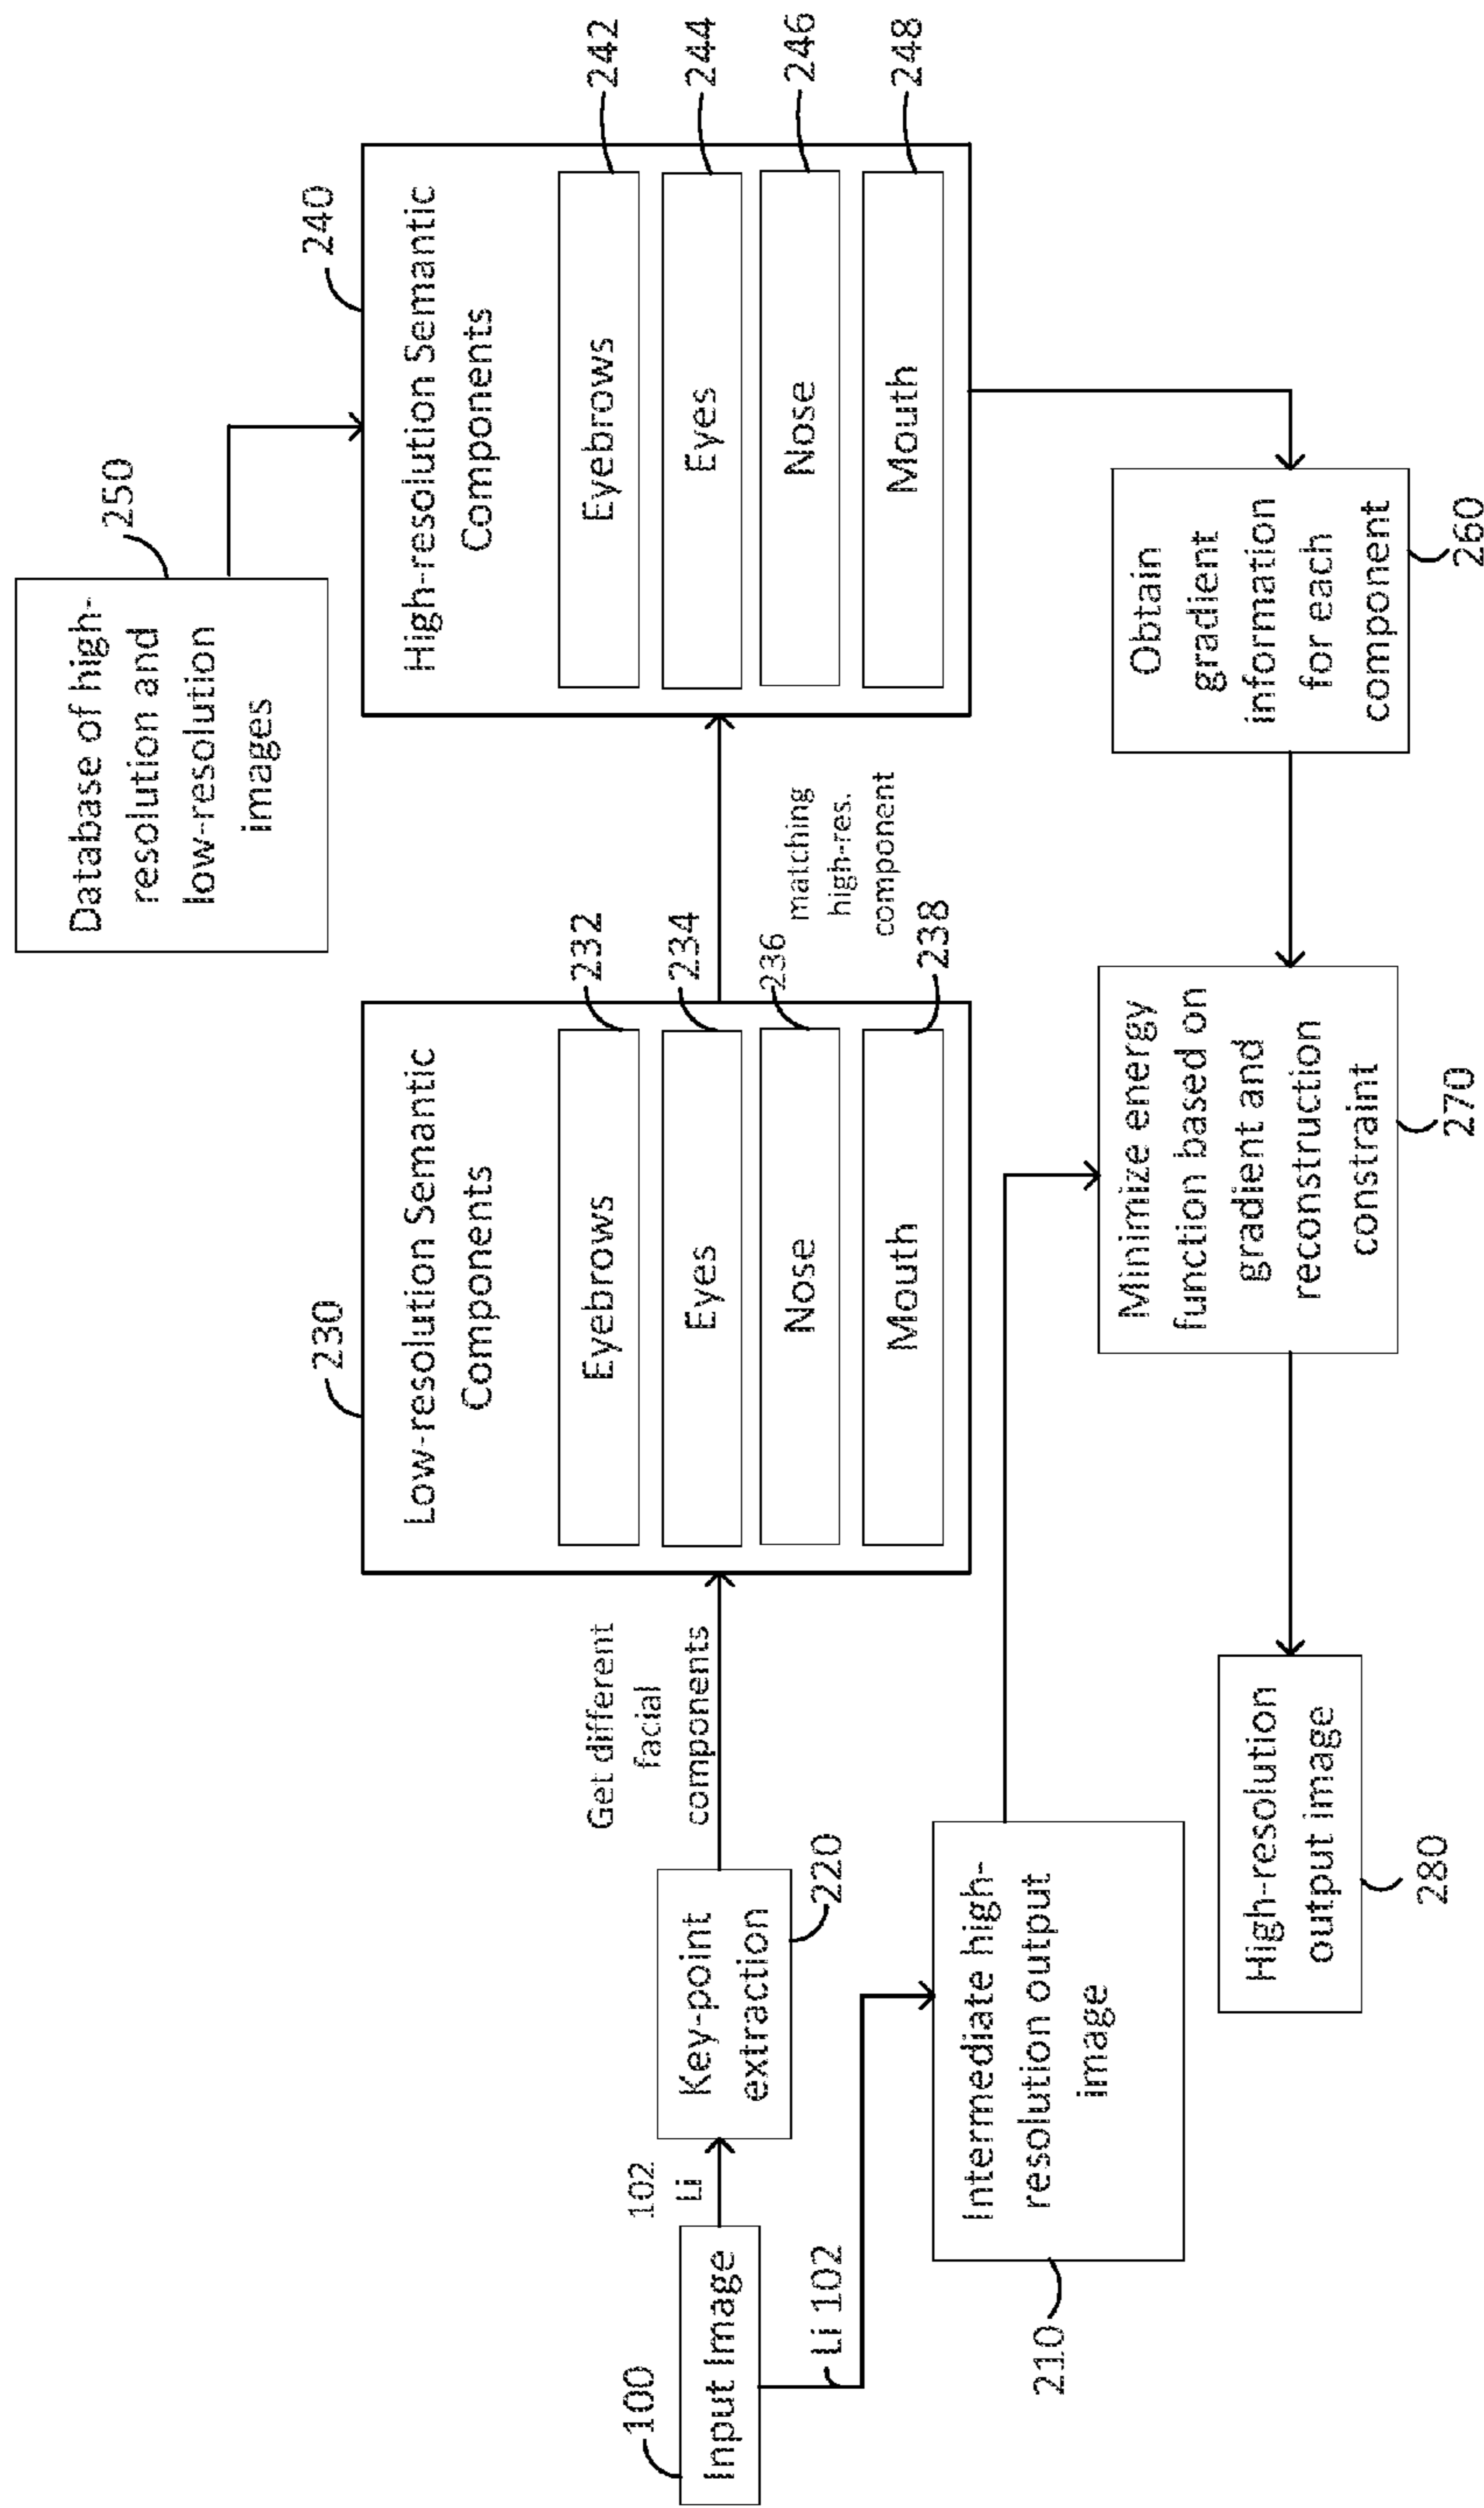 250
Database of high-
resolution and
low-resolution
images
230
Low-resolution Semantic
Components
Eyebrows
232
Eyes
234
Nose
236
Mouth
238
240
High-resolution Semantic
Components
Eyebrows
242
Eyes
244
Nose
246
Mouth
248
100
Input Image
102
Li
Key-point
extraction
220
Get different
facial
components
matching
high-res.
component
Li 102
210
Intermediate high-
resolution output
image
Minimize energy
function based on
gradient and
reconstruction
constraint
270
Obtain
gradient
information
for each
component
260
High-resolution
output image
280